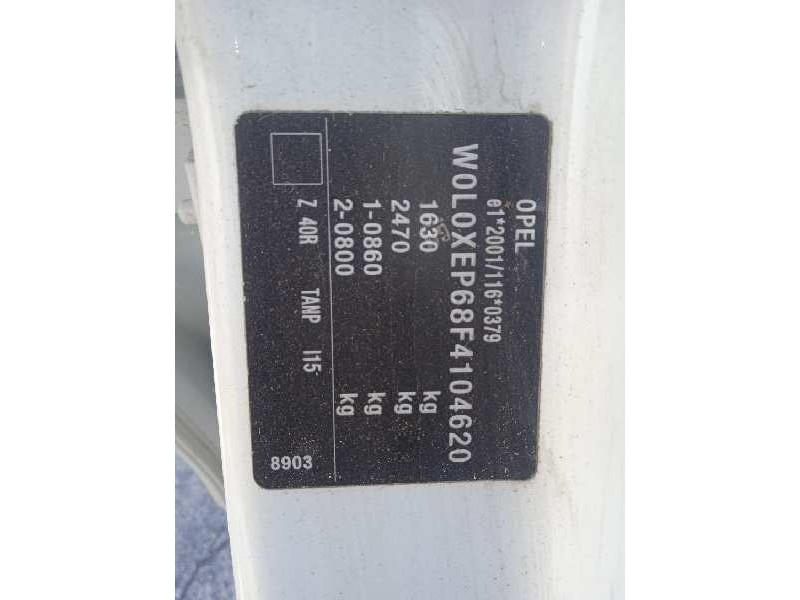 OPEL
e1*2001/116*0379
W0L0XEP68F4104620
1630 kg
2470 kg
1-0860 kg
2-0800 kg
Z 40R TANP I15
8903